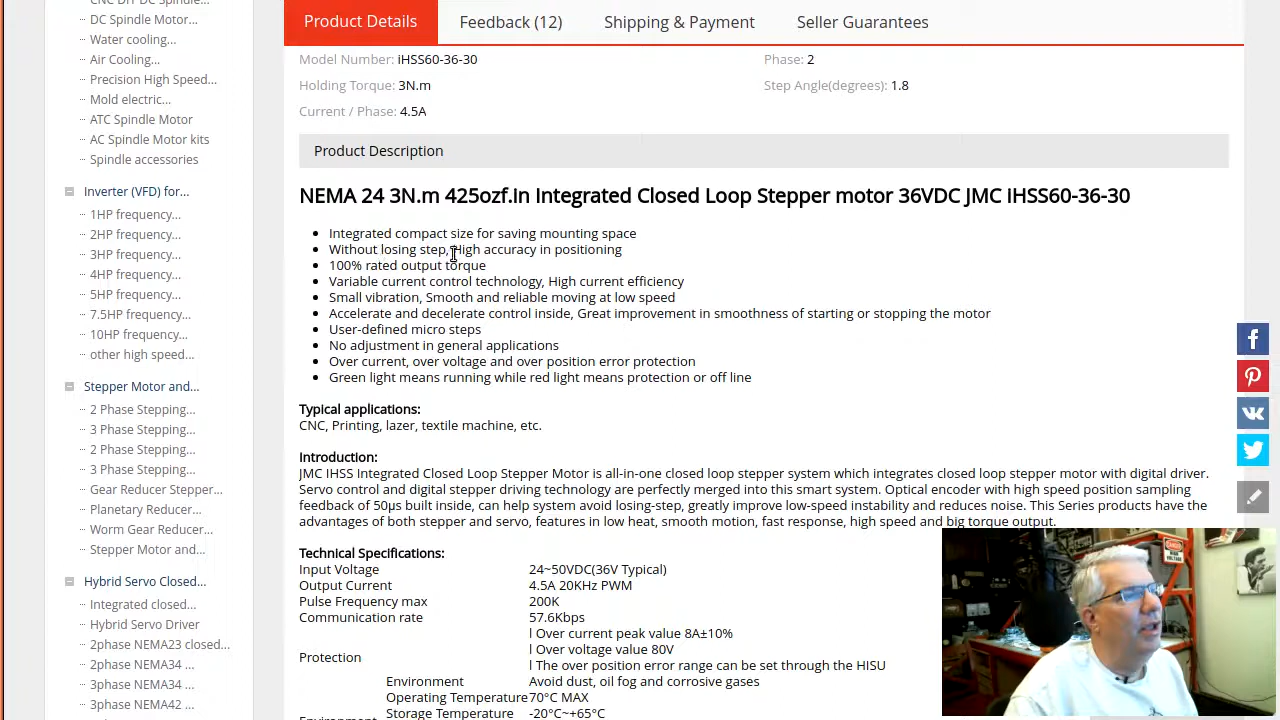 CNC DIY DC Spindle...
DC Spindle Motor...
Water cooling...
Air Cooling...
Precision High Speed...
Mold electric...
ATC Spindle Motor
AC Spindle Motor kits
Spindle accessories
Inverter (VFD) for...
1HP frequency...
2HP frequency...
3HP frequency...
4HP frequency...
5HP frequency...
7.5HP frequency...
10HP frequency...
other high speed...
Stepper Motor and...
2 Phase Stepping...
3 Phase Stepping...
2 Phase Stepping...
3 Phase Stepping...
Gear Reducer Stepper...
Planetary Reducer...
Worm Gear Reducer...
Stepper Motor and...
Hybrid Servo Closed...
Integrated closed...
Hybrid Servo Driver
2phase NEMA23 closed...
2phase NEMA34 ...
3phase NEMA34 ...
3phase NEMA42 ...
Product Details
Feedback (12)
Shipping & Payment
Seller Guarantees
Model Number: iHSS60-36-30
Phase: 2
Holding Torque: 3N.m
Step Angle(degrees): 1.8
Current / Phase: 4.5A
Product Description
NEMA 24 3N.m 425ozf.in Integrated Closed Loop Stepper motor 36VDC JMC iHSS60-36-30
Integrated compact size for saving mounting space
Without losing step, High accuracy in positioning
100% rated output torque
Variable current control technology, High current efficiency
Small vibration, Smooth and reliable moving at low speed
Accelerate and decelerate control inside, Great improvement in smoothness of starting or stopping the motor
User-defined micro steps
No adjustment in general applications
Over current, over voltage and over position error protection
Green light means running while red light means protection or off line
Typical applications:
CNC, Printing, lazer, textile machine, etc.
Introduction:
JMC IHSS Integrated Closed Loop Stepper Motor is all-in-one closed loop stepper system which integrates closed loop stepper motor with digital driver.
Servo control and digital stepper driving technology are perfectly merged into this smart system. Optical encoder with high speed position sampling
feedback of 50μs built inside, can help system avoid losing-step, greatly improve low-speed instability and reduces noise. This Series products have the
advantages of both stepper and servo, features in low heat, smooth motion, fast response, high speed and big torque output.
Technical Specifications:
Input Voltage 24~50VDC(36V Typical)
Output Current 4.5A 20KHz PWM
Pulse Frequency max 200K
Communication rate 57.6Kbps
l Over current peak value 8A±10%
l Over voltage value 80V
Protection
l The over position error range can be set through the HISU
Environment Avoid dust, oil fog and corrosive gases
Operating Temperature 70°C MAX
Storage Temperature -20°C~+65°C
DANGER
HIGH VOLTAGE